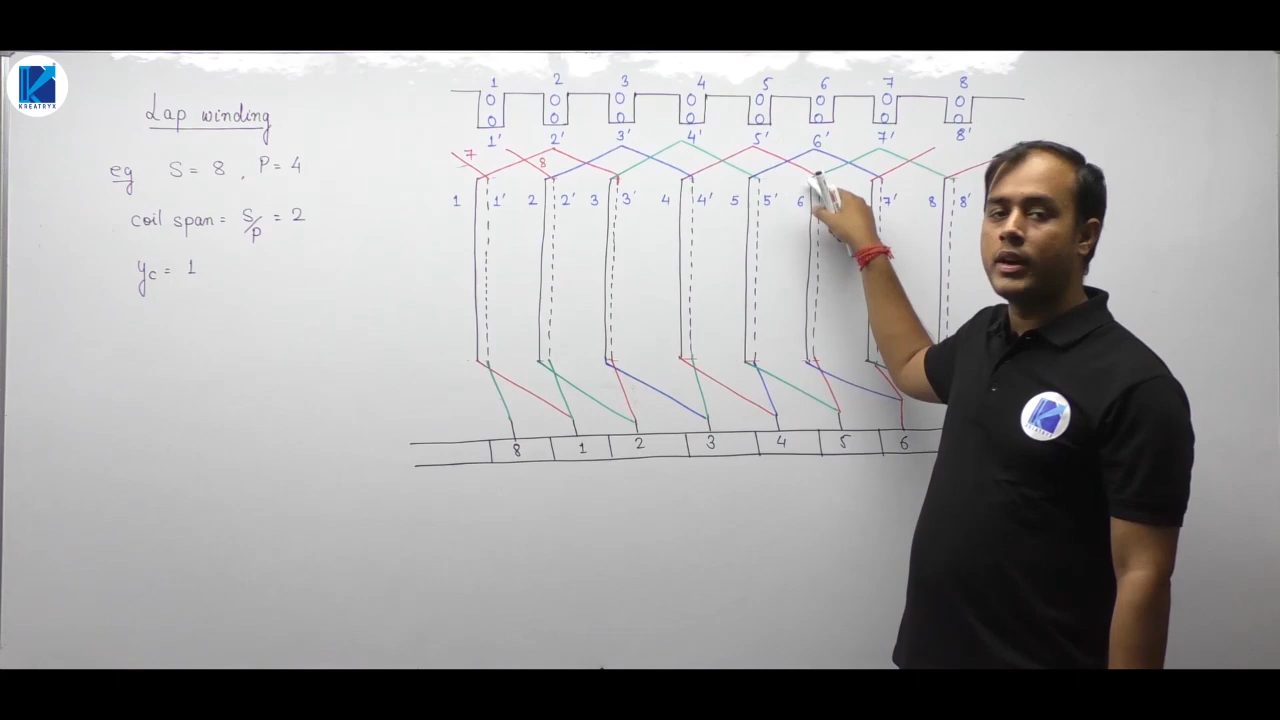 KREATRYX
Lap winding
eg S = 8 , P = 4
coil span = S/P = 2
yc = 1
1 2 3 4 5 6 7 8
1' 2' 3' 4' 5' 6' 7' 8'
7 8
1 1' 2 2' 3 3' 4 4' 5 5' 6 7' 8 8'
8 1 2 3 4 5 6
KREATRYX